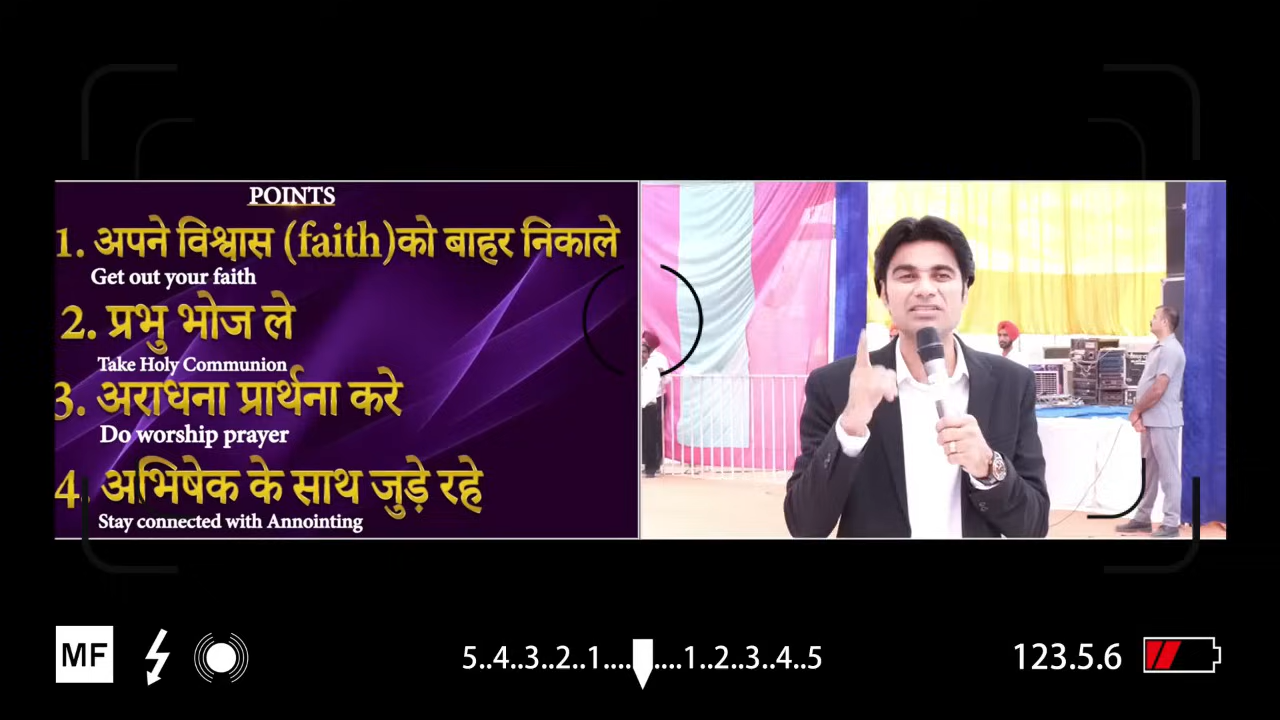 POINTS
1. अपने विश्वास (faith)को बाहर निकाले
Get out your faith
2. प्रभु भोज ले
Take Holy Communion
3. अराधना प्रार्थना करे
Do worship prayer
4. अभिषेक के साथ जुड़े रहे
Stay connected with Annointing
MF
5..4..3..2..1.... ....1..2..3..4..5
123.5.6